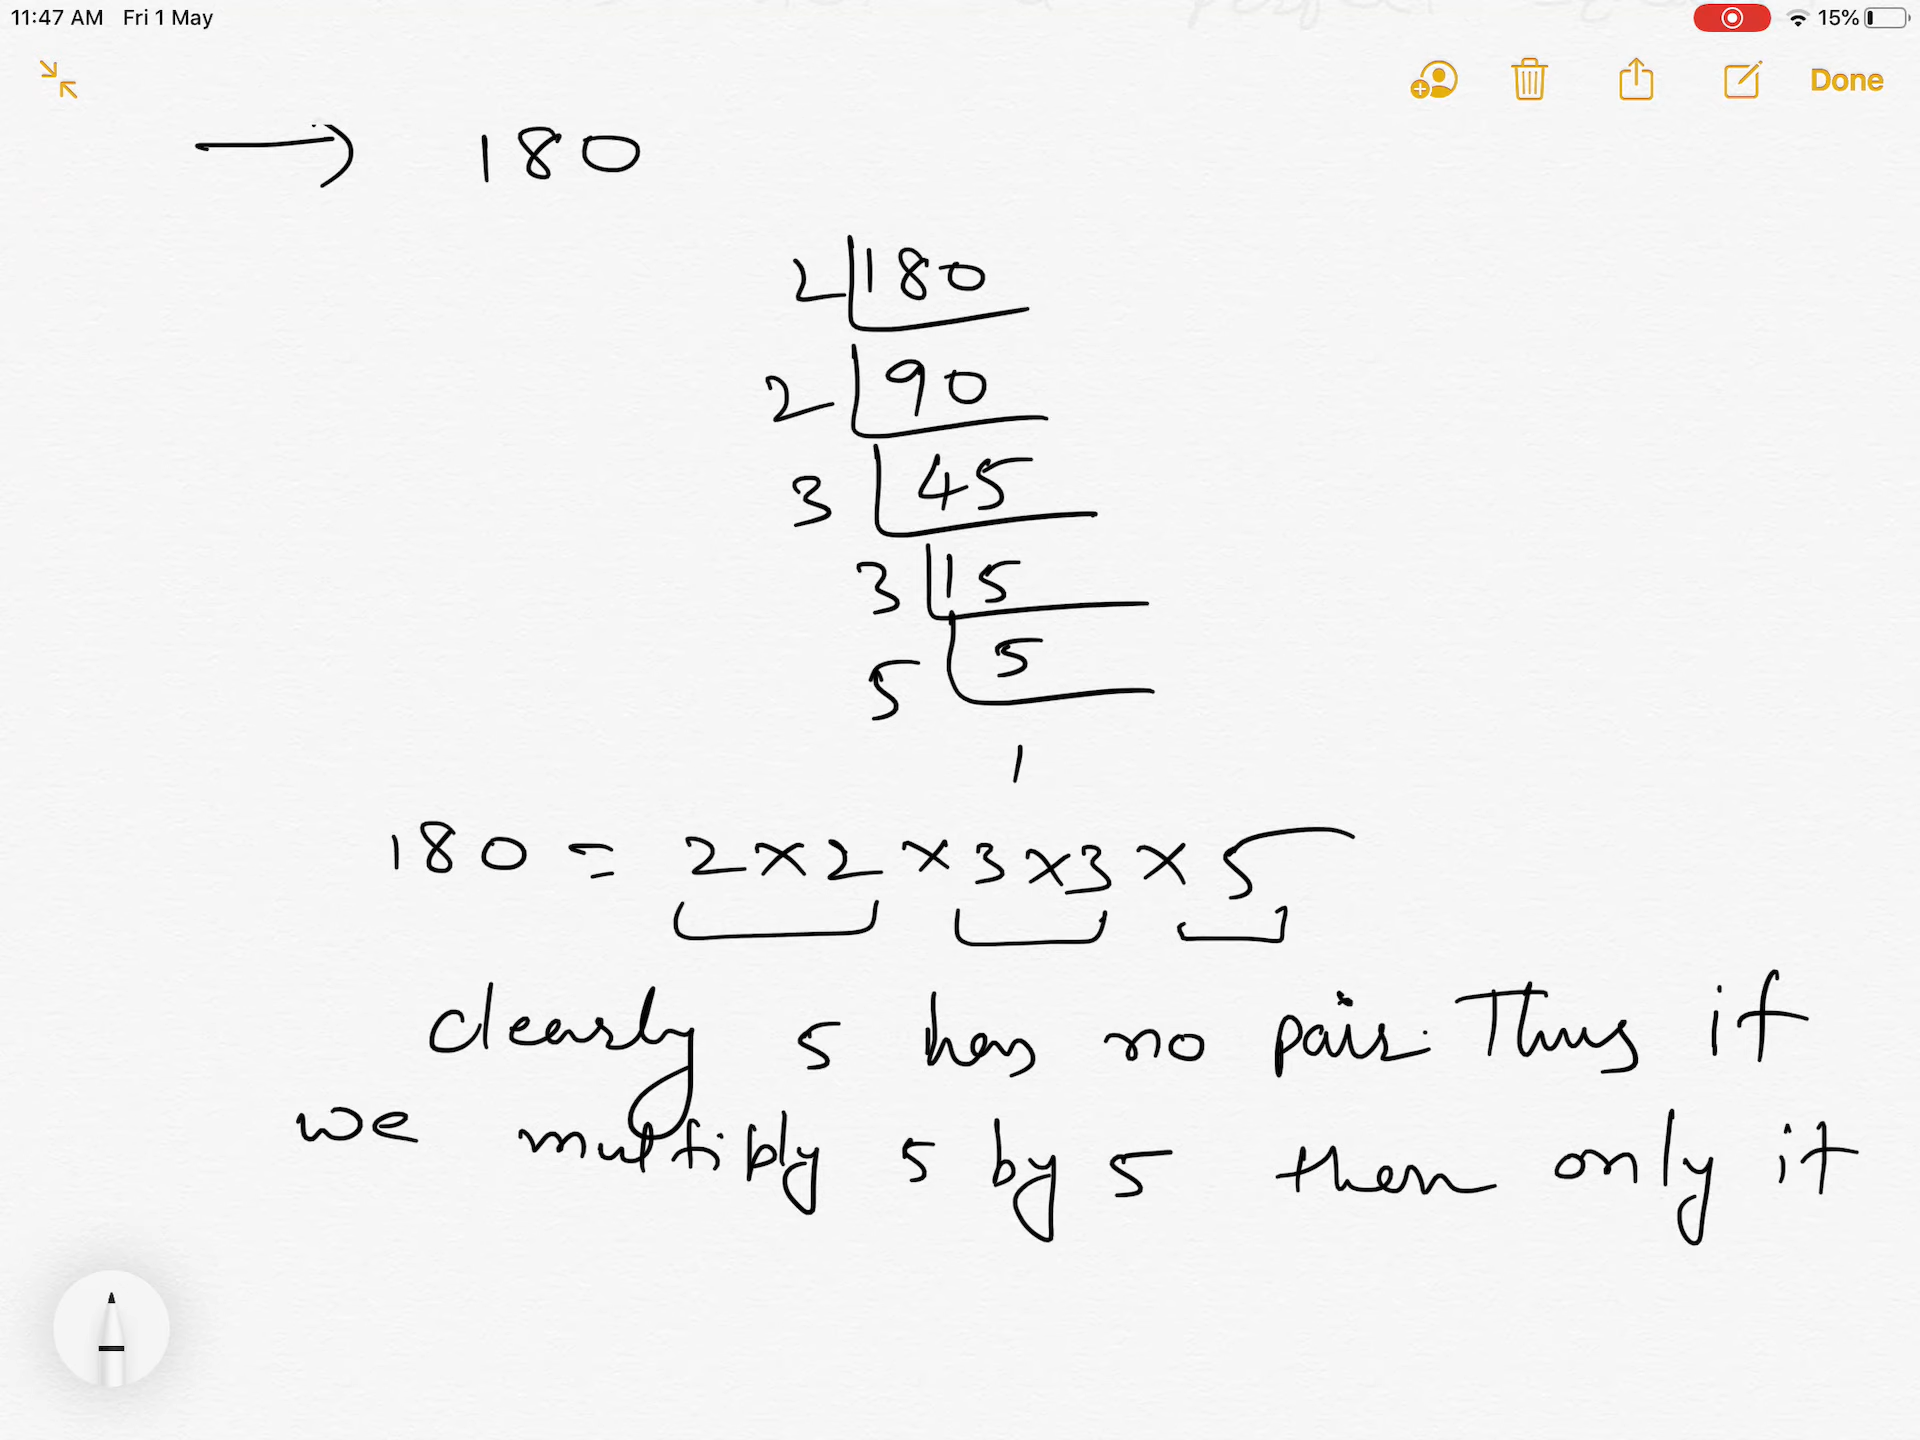 11:47 AM Fri 1 May
15%
Done
→ 180
2 | 180
2 | 90
3 | 45
3 | 15
5 | 5
1
180 = 2 × 2 × 3 × 3 × 5
clearly 5 has no pair. Thus if
we multiply 5 by 5 then only it